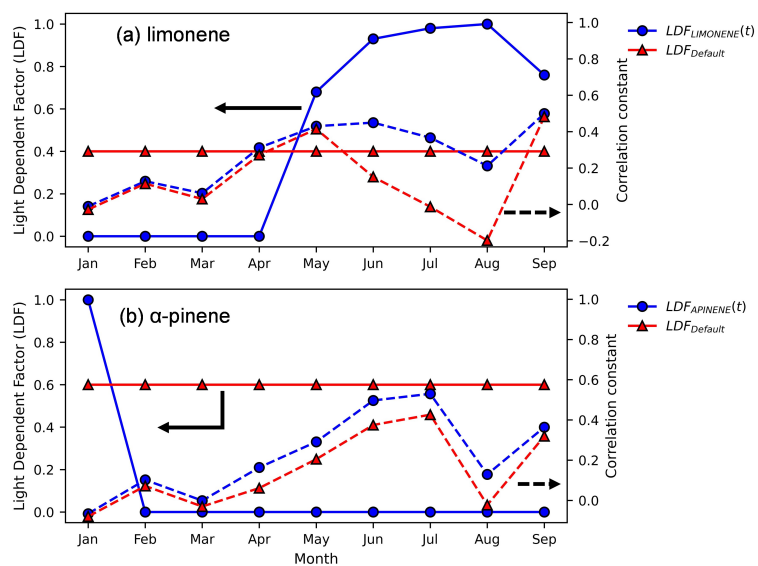 (a) limonene
Light Dependent Factor (LDF)
1.0
0.8
0.6
0.4
0.2
0.0
Jan Feb Mar Apr May Jun Jul Aug Sep
1.0
0.8
0.6
0.4
0.2
0.0
−0.2
Correlation constant
LDF_LIMONENE(t)
LDF_Default
(b) α-pinene
Light Dependent Factor (LDF)
1.0
0.8
0.6
0.4
0.2
0.0
Jan Feb Mar Apr May Jun Jul Aug Sep
Month
1.0
0.8
0.6
0.4
0.2
0.0
Correlation constant
LDF_APINENE(t)
LDF_Default